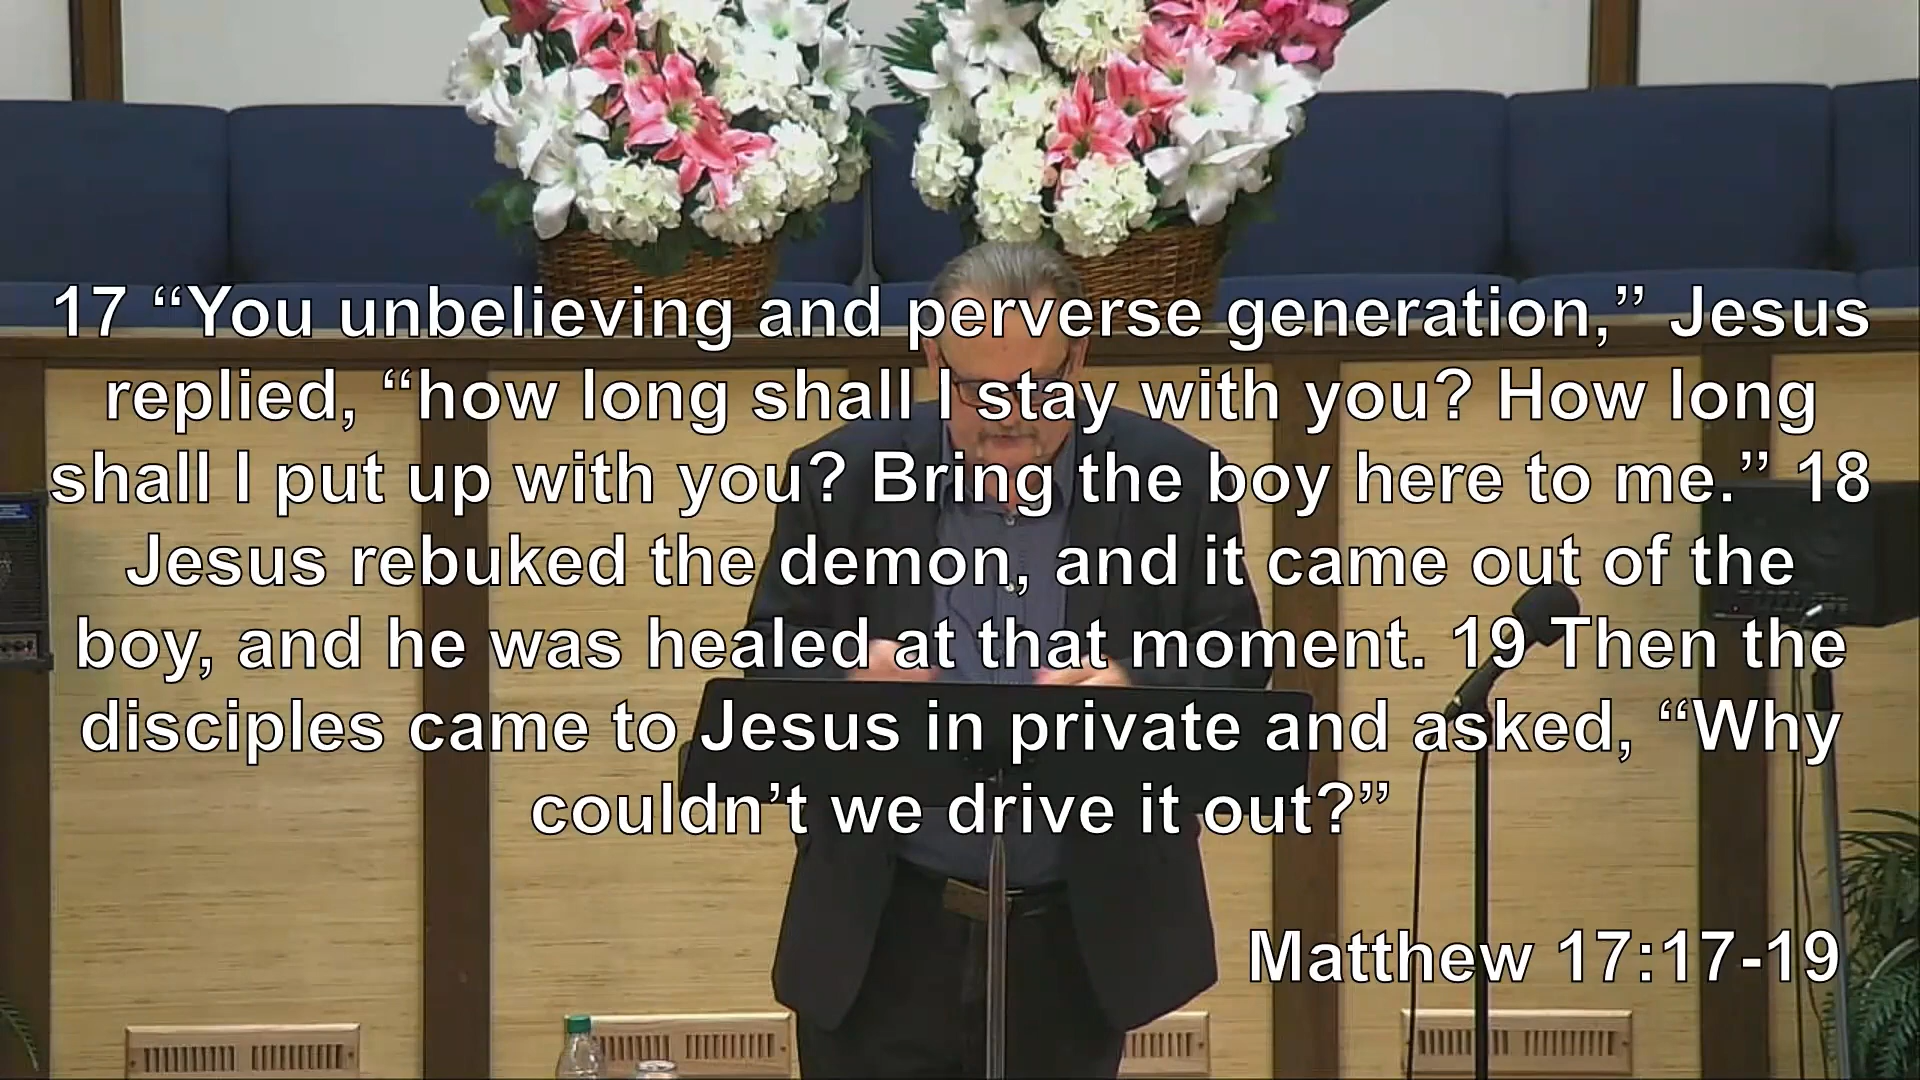 17 “You unbelieving and perverse generation,” Jesus
replied, “how long shall I stay with you? How long
shall I put up with you? Bring the boy here to me.” 18
Jesus rebuked the demon, and it came out of the
boy, and he was healed at that moment. 19 Then the
disciples came to Jesus in private and asked, “Why
couldn’t we drive it out?”
Matthew 17:17-19